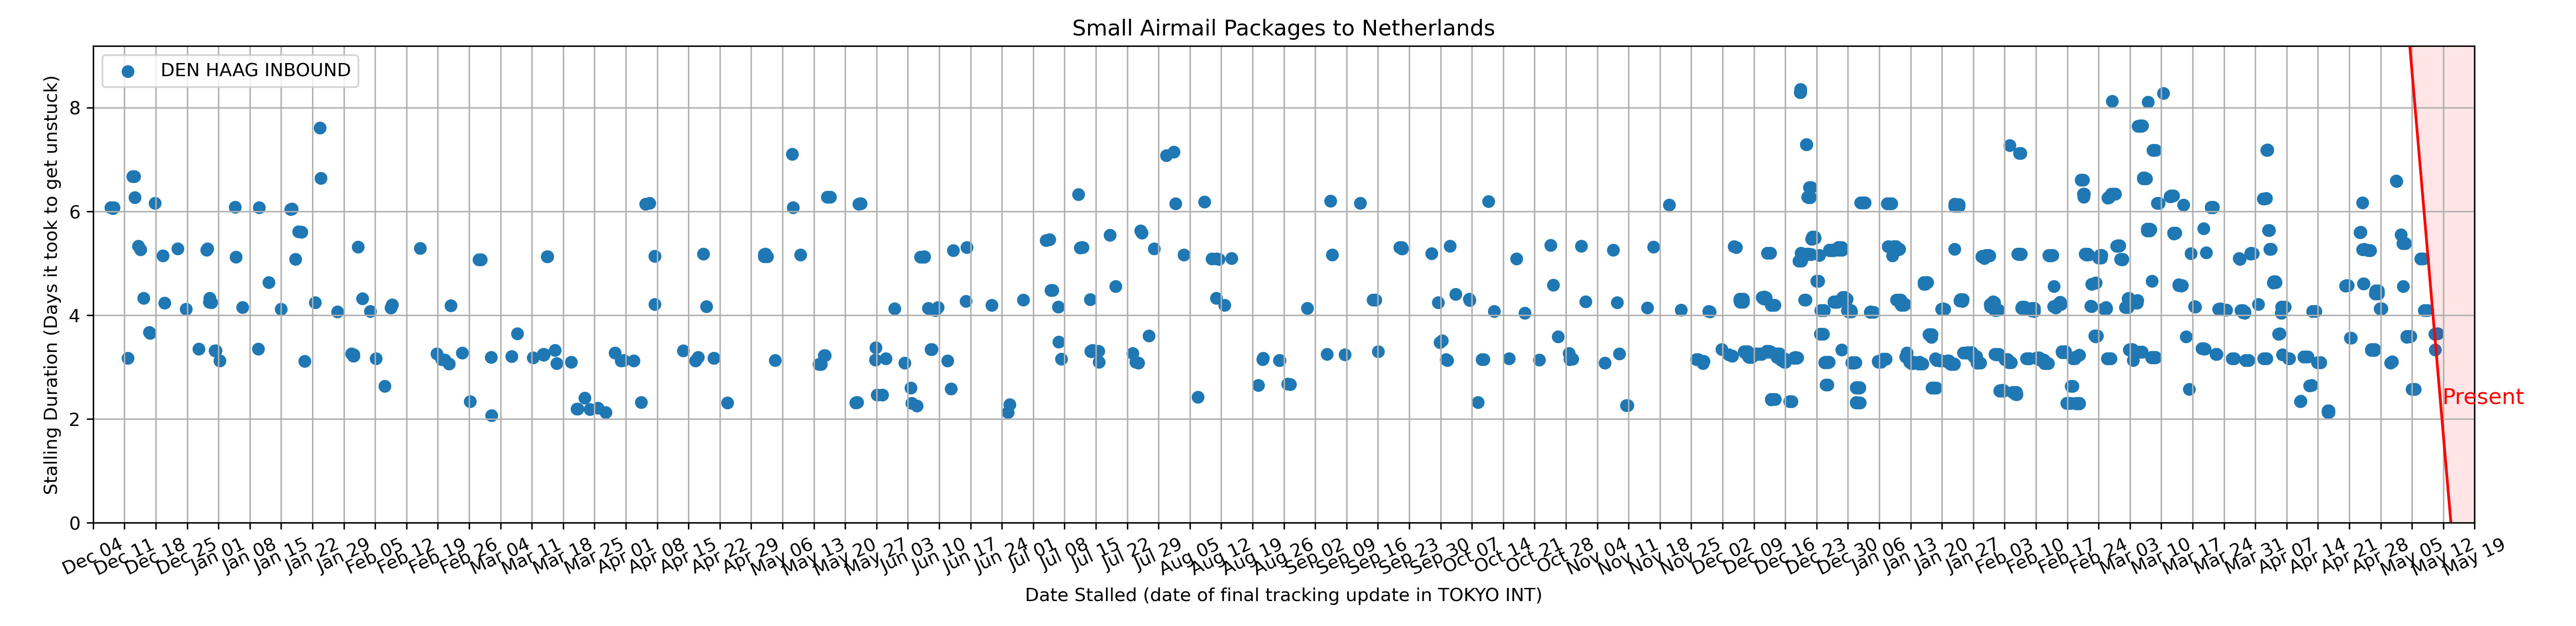 Small Airmail Packages to Netherlands
DEN HAAG INBOUND
Stalling Duration (Days it took to get unstuck)
8
6
4
2
0
Present
Dec 04 Dec 11 Dec 18 Dec 25 Jan 01 Jan 08 Jan 15 Jan 22 Jan 29 Feb 05 Feb 12 Feb 19 Feb 26 Mar 04 Mar 11 Mar 18 Mar 25 Apr 01 Apr 08 Apr 15 Apr 22 Apr 29 May 06 May 13 May 20 May 27 Jun 03 Jun 10 Jun 17 Jun 24 Jul 01 Jul 08 Jul 15 Jul 22 Jul 29 Aug 05 Aug 12 Aug 19 Aug 26 Sep 02 Sep 09 Sep 16 Sep 23 Sep 30 Oct 07 Oct 14 Oct 21 Oct 28 Nov 04 Nov 11 Nov 18 Nov 25 Dec 02 Dec 09 Dec 16 Dec 23 Dec 30 Jan 06 Jan 13 Jan 20 Jan 27 Feb 03 Feb 10 Feb 17 Feb 24 Mar 03 Mar 10 Mar 17 Mar 24 Mar 31 Apr 07 Apr 14 Apr 21 Apr 28 May 05 May 12 May 19
Date Stalled (date of final tracking update in TOKYO INT)